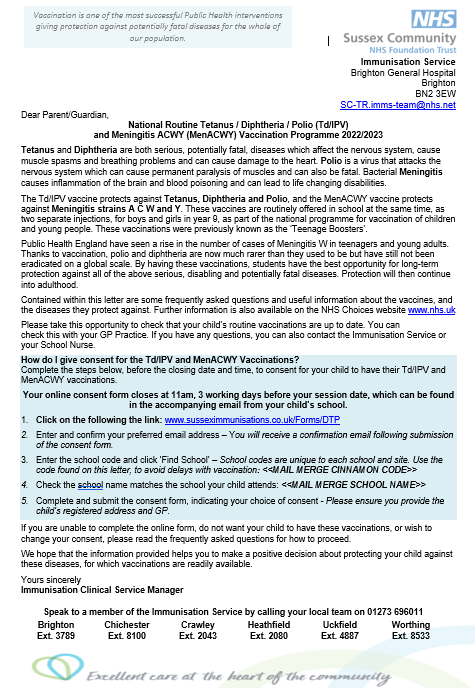 Vaccination is one of the most successful Public Health interventions
giving protection against potentially fatal diseases for the whole of
our population.
NHS
Sussex Community
NHS Foundation Trust
Immunisation Service
Brighton General Hospital
Brighton
BN2 3EW
SC-TR.imms-team@nhs.net
Dear Parent/Guardian,
National Routine Tetanus / Diphtheria / Polio (Td/IPV)
and Meningitis ACWY (MenACWY) Vaccination Programme 2022/2023
Tetanus and Diphtheria are both serious, potentially fatal, diseases which affect the nervous system, cause
muscle spasms and breathing problems and can cause damage to the heart. Polio is a virus that attacks the
nervous system which can cause permanent paralysis of muscles and can also be fatal. Bacterial Meningitis
causes inflammation of the brain and blood poisoning and can lead to life changing disabilities.
The Td/IPV vaccine protects against Tetanus, Diphtheria and Polio, and the MenACWY vaccine protects
against Meningitis strains A C W and Y. These vaccines are routinely offered in school at the same time, as
two separate injections, for boys and girls in year 9, as part of the national programme for vaccination of children
and young people. These vaccinations were previously known as the ‘Teenage Boosters’.
Public Health England have seen a rise in the number of cases of Meningitis W in teenagers and young adults.
Thanks to vaccination, polio and diphtheria are now much rarer than they used to be but have still not been
eradicated on a global scale. By having these vaccinations, students have the best opportunity for long-term
protection against all of the above serious, disabling and potentially fatal diseases. Protection will then continue
into adulthood.
Contained within this letter are some frequently asked questions and useful information about the vaccines, and
the diseases they protect against. Further information is also available on the NHS Choices website www.nhs.uk
Please take this opportunity to check that your child's routine vaccinations are up to date. You can
check this with your GP Practice. If you have any questions, you can also contact the Immunisation Service or
your School Nurse.
How do I give consent for the Td/IPV and MenACWY Vaccinations?
Complete the steps below, before the closing date and time, to consent for your child to have their Td/IPV and
MenACWY vaccinations.
Your online consent form closes at 11am, 3 working days before your session date, which can be found
in the accompanying email from your child's school.
1. Click on the following link: www.susseximmunisations.co.uk/Forms/DTP
2. Enter and confirm your preferred email address – You will receive a confirmation email following submission
of the consent form.
3. Enter the school code and click 'Find School' – School codes are unique to each school and site. Use the
code found on this letter, to avoid delays with vaccination: <<MAIL MERGE CINNAMON CODE>>
4. Check the school name matches the school your child attends: <<MAIL MERGE SCHOOL NAME>>
5. Complete and submit the consent form, indicating your choice of consent - Please ensure you provide the
child's registered address and GP.
If you are unable to complete the online form, do not want your child to have these vaccinations, or wish to
change your consent, please read the frequently asked questions for how to proceed.
We hope that the information provided helps you to make a positive decision about protecting your child against
these diseases, for which vaccinations are readily available.
Yours sincerely
Immunisation Clinical Service Manager
Speak to a member of the Immunisation Service by calling your local team on 01273 696011
Brighton Chichester Crawley Heathfield Uckfield Worthing
Ext. 3789 Ext. 8100 Ext. 2043 Ext. 2080 Ext. 4887 Ext. 8533
Excellent care at the heart of the community